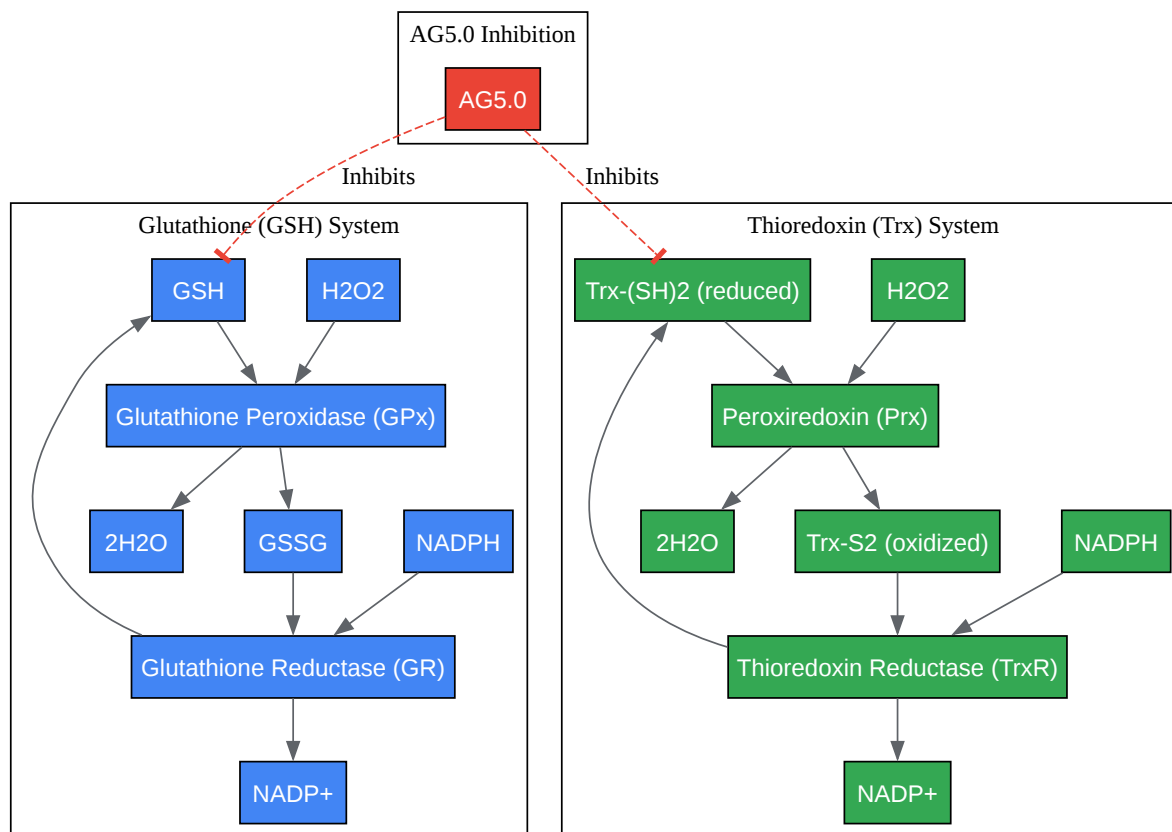 AG5.0 Inhibition
AG5.0
Inhibits
Inhibits
Glutathione (GSH) System
GSH
H2O2
Glutathione Peroxidase (GPx)
2H2O
GSSG
NADPH
Glutathione Reductase (GR)
NADP+
Thioredoxin (Trx) System
Trx-(SH)2 (reduced)
H2O2
Peroxiredoxin (Prx)
2H2O
Trx-S2 (oxidized)
NADPH
Thioredoxin Reductase (TrxR)
NADP+